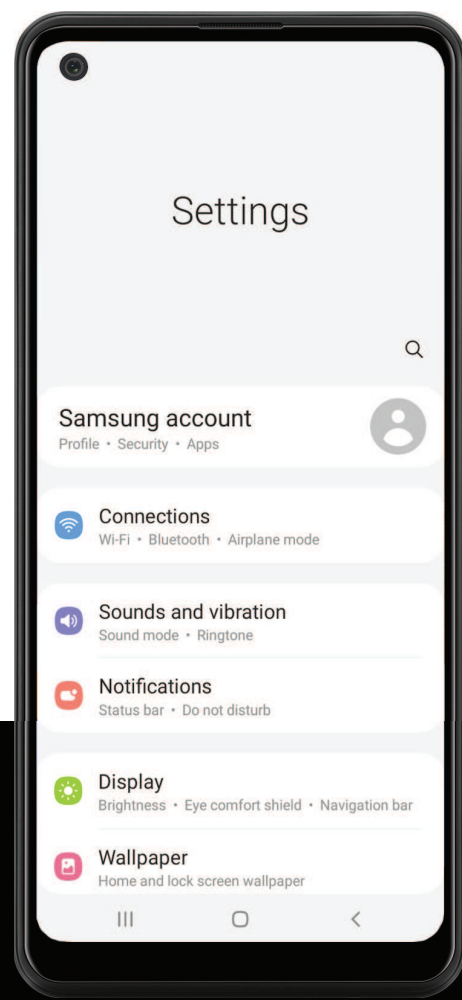 Settings
Samsung account
Profile • Security • Apps
Connections
Wi-Fi • Bluetooth • Airplane mode
Sounds and vibration
Sound mode • Ringtone
Notifications
Status bar • Do not disturb
Display
Brightness • Eye comfort shield • Navigation bar
Wallpaper
Home and lock screen wallpaper